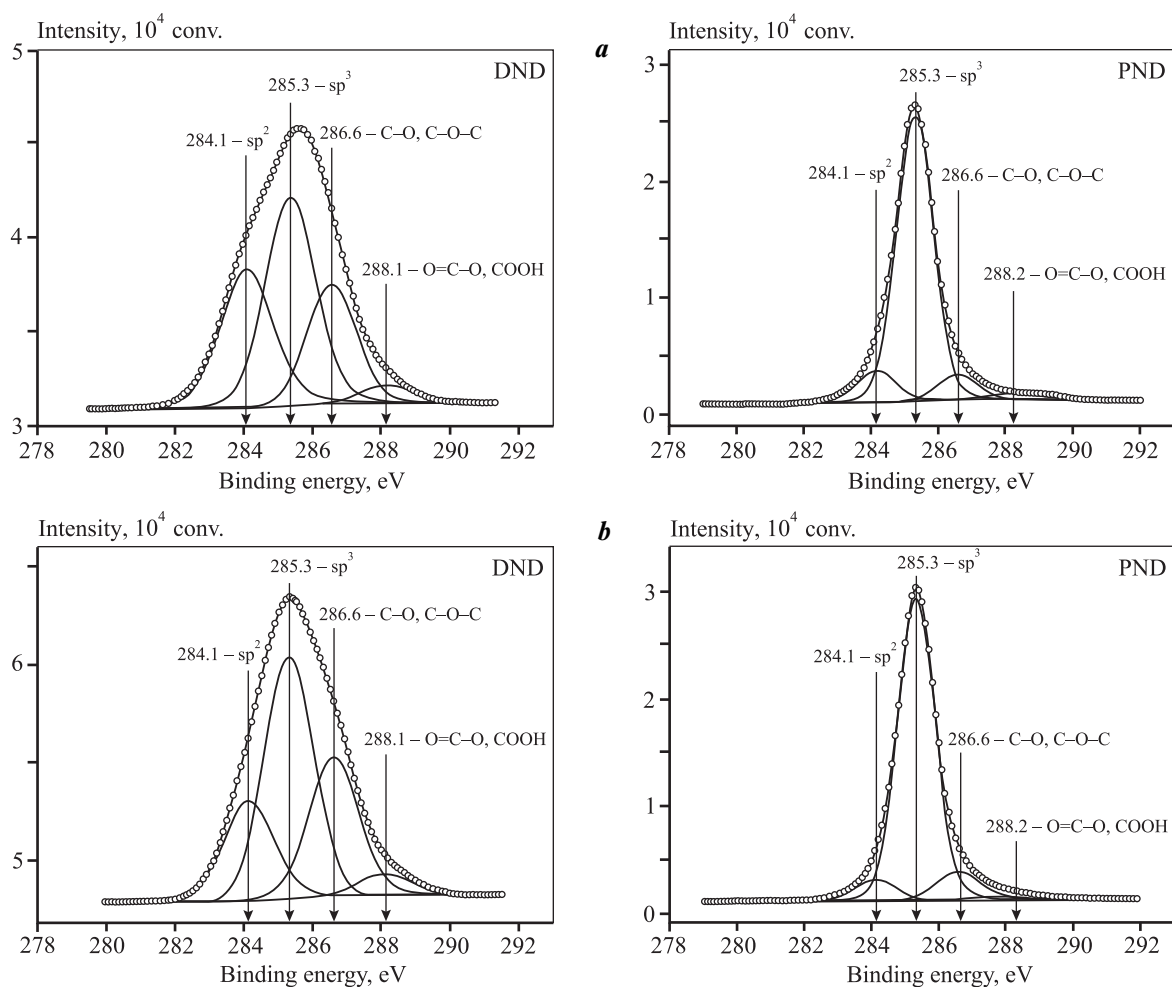 Intensity, 10⁴ conv.
DND
285.3 – sp³
284.1 – sp²
286.6 – C–O, C–O–C
288.1 – O=C–O, COOH
5
4
3
278 280 282 284 286 288 290 292
Binding energy, eV
a
Intensity, 10⁴ conv.
PND
285.3 – sp³
284.1 – sp²
286.6 – C–O, C–O–C
288.2 – O=C–O, COOH
3
2
1
0
278 280 282 284 286 288 290 292
Binding energy, eV
Intensity, 10⁴ conv.
DND
285.3 – sp³
286.6 – C–O, C–O–C
284.1 – sp²
288.1 – O=C–O, COOH
6
4
278 280 282 284 286 288 290 292
Binding energy, eV
b
Intensity, 10⁴ conv.
PND
285.3 – sp³
284.1 – sp²
286.6 – C–O, C–O–C
288.2 – O=C–O, COOH
3
2
1
0
278 280 282 284 286 288 290 292
Binding energy, eV